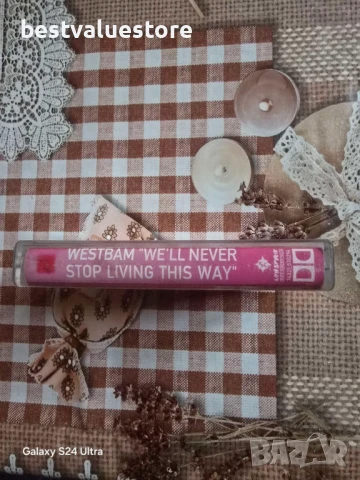 bestvaluestore
WESTBAM "WE'LL NEVER
STOP LIVING THIS WAY"
Galaxy S24 Ultra
BAZAR